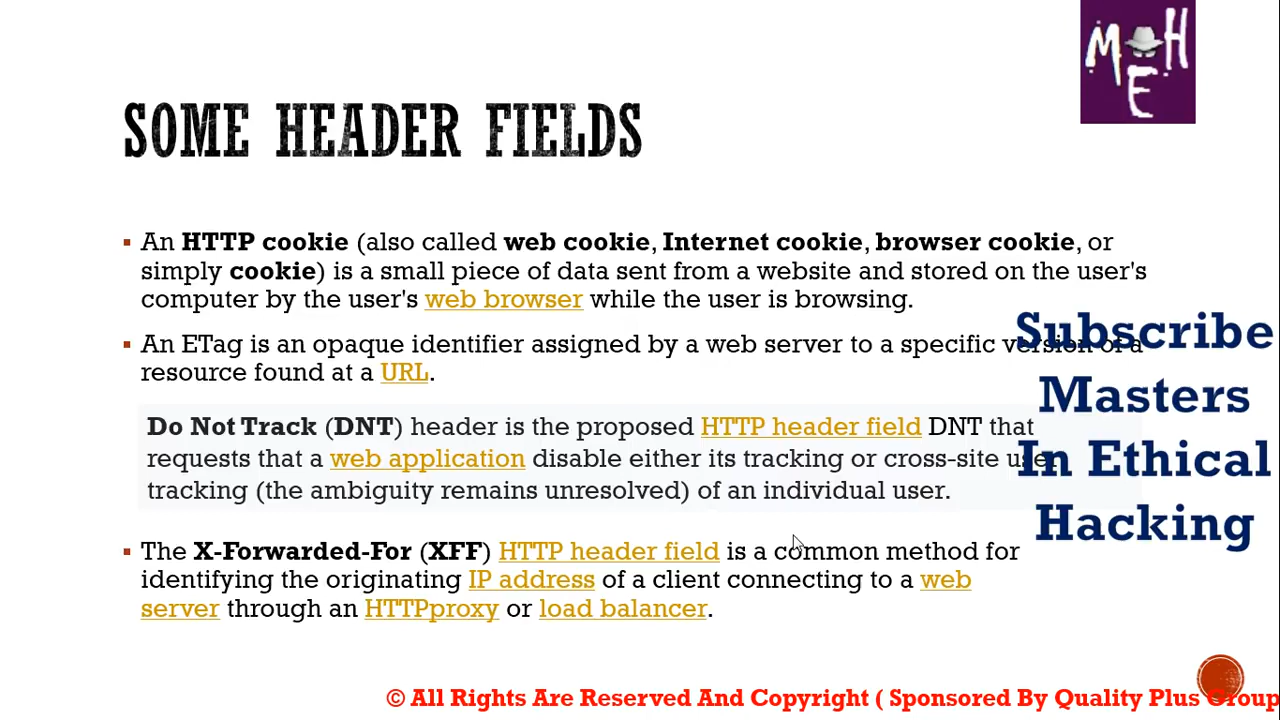 M H
E
SOME HEADER FIELDS
▪ An HTTP cookie (also called web cookie, Internet cookie, browser cookie, or
simply cookie) is a small piece of data sent from a website and stored on the user's
computer by the user's web browser while the user is browsing.
▪ An ETag is an opaque identifier assigned by a web server to a specific version of a
resource found at a URL.
Do Not Track (DNT) header is the proposed HTTP header field DNT that
requests that a web application disable either its tracking or cross-site user
tracking (the ambiguity remains unresolved) of an individual user.
▪ The X-Forwarded-For (XFF) HTTP header field is a common method for
identifying the originating IP address of a client connecting to a web
server through an HTTPproxy or load balancer.
Subscribe
Masters
In Ethical
Hacking
© All Rights Are Reserved And Copyright ( Sponsored By Quality Plus Group